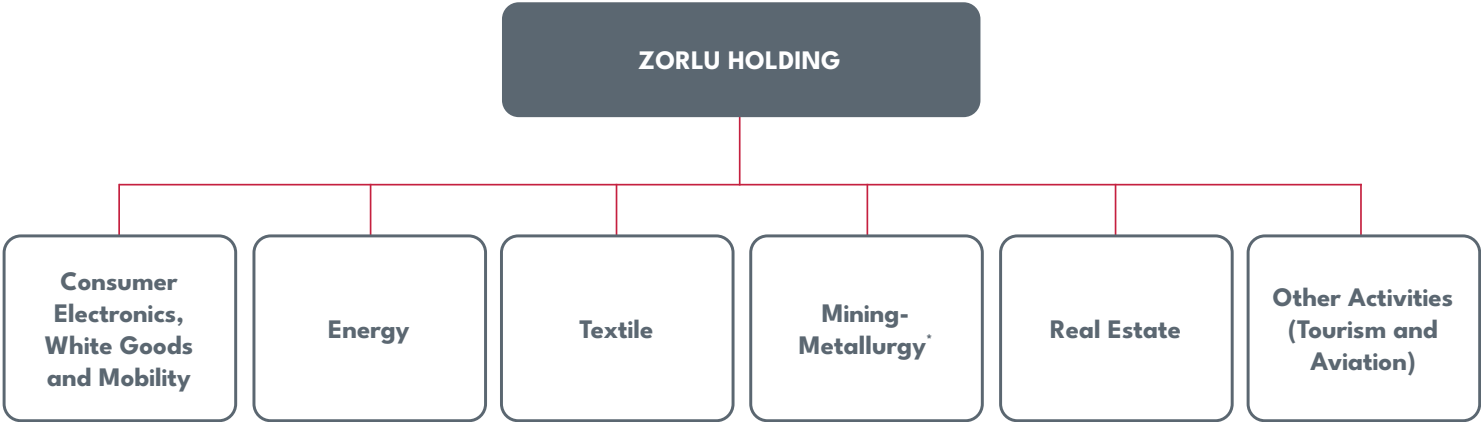 ZORLU HOLDING
Consumer
Electronics,
White Goods
and Mobility
Energy
Textile
Mining-
Metallurgy*
Real Estate
Other Activities
(Tourism and
Aviation)